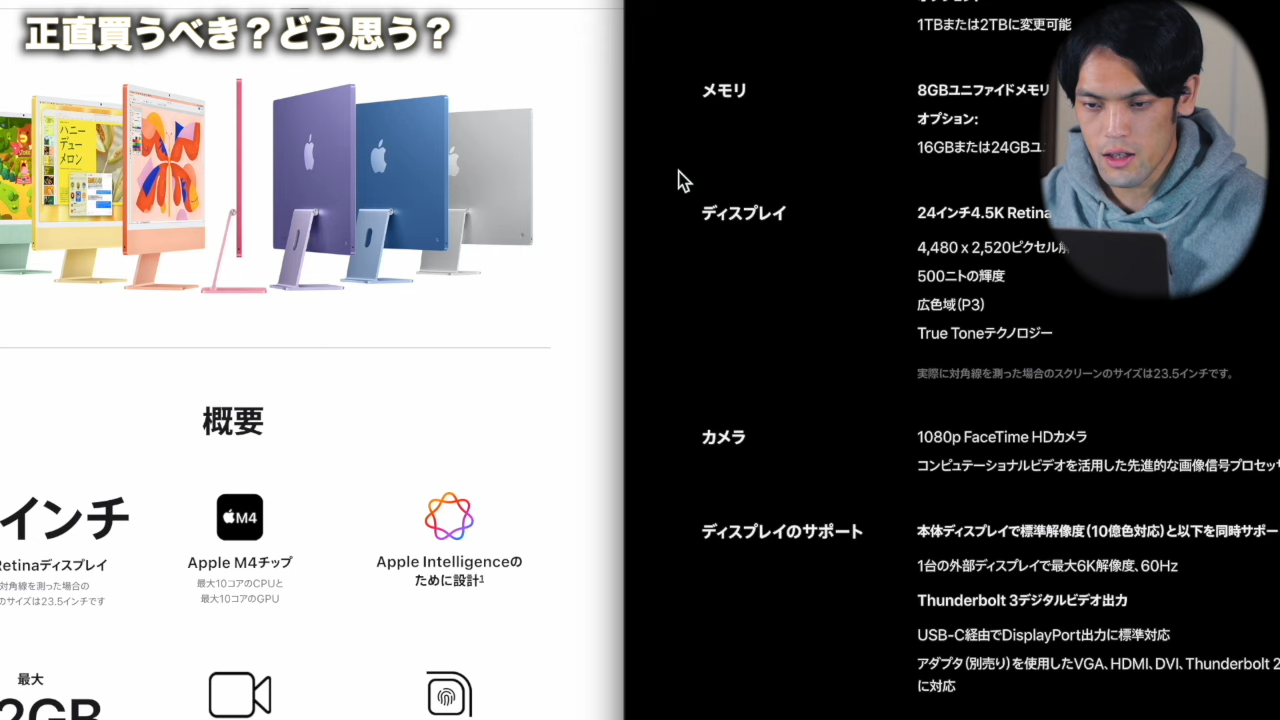 正直買うべき？どう思う？
ハニー
デュー
メロン
概要
インチ
Retinaディスプレイ
対角線を測った場合の
のサイズは23.5インチです
M4
Apple M4チップ
最大10コアのCPUと
最大10コアのGPU
Apple Intelligenceの
ために設計¹
最大
2GB
1TBまたは2TBに変更可能
メモリ
8GBユニファイドメモリ
オプション:
16GBまたは24GBユ
ディスプレイ
24インチ4.5K Retina
4,480 x 2,520ピクセル解
500ニトの輝度
広色域（P3）
True Toneテクノロジー
実際に対角線を測った場合のスクリーンのサイズは23.5インチです。
カメラ
1080p FaceTime HDカメラ
コンピュテーショナルビデオを活用した先進的な画像信号プロセッサ
ディスプレイのサポート
本体ディスプレイで標準解像度（10億色対応）と以下を同時サポー
1台の外部ディスプレイで最大6K解像度、60Hz
Thunderbolt 3デジタルビデオ出力
USB-C経由でDisplayPort出力に標準対応
アダプタ（別売り）を使用したVGA、HDMI、DVI、Thunderbolt 2
に対応